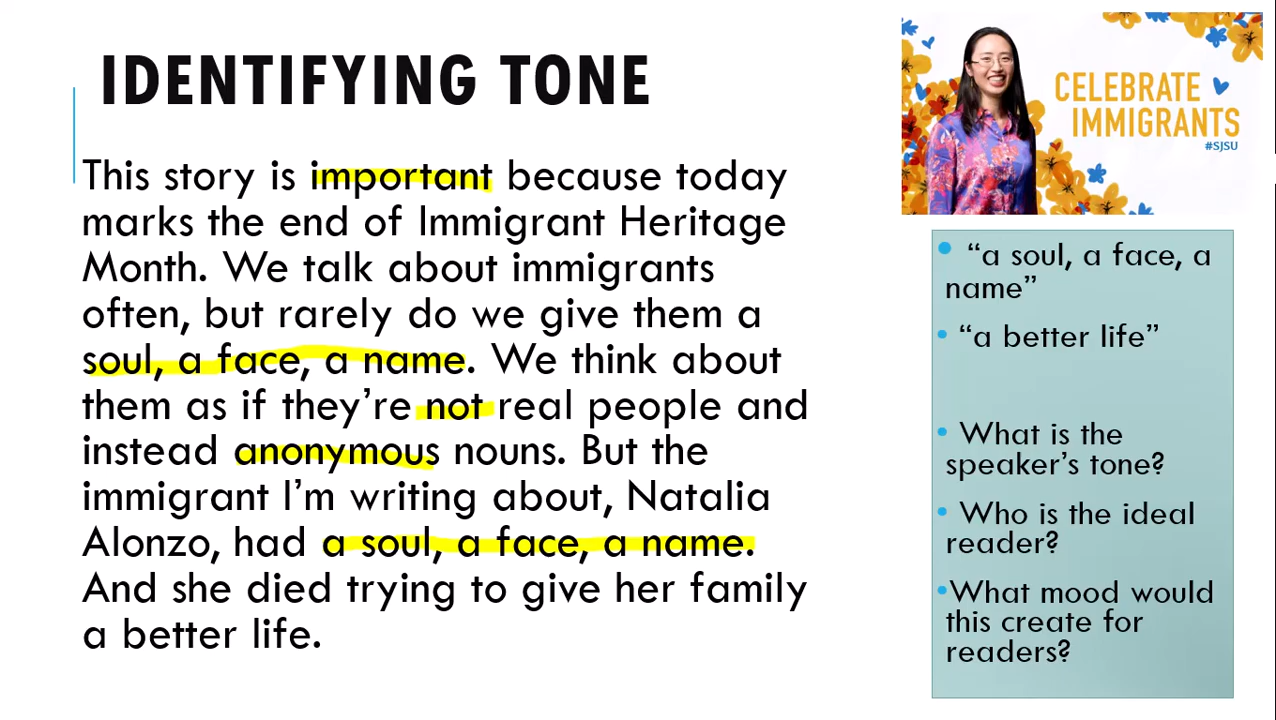 IDENTIFYING TONE
This story is important because today
marks the end of Immigrant Heritage
Month. We talk about immigrants
often, but rarely do we give them a
soul, a face, a name. We think about
them as if they’re not real people and
instead anonymous nouns. But the
immigrant I’m writing about, Natalia
Alonzo, had a soul, a face, a name.
And she died trying to give her family
a better life.
CELEBRATE
IMMIGRANTS
#SJSU
• “a soul, a face, a
name”
• “a better life”
• What is the
speaker’s tone?
• Who is the ideal
reader?
•What mood would
this create for
readers?